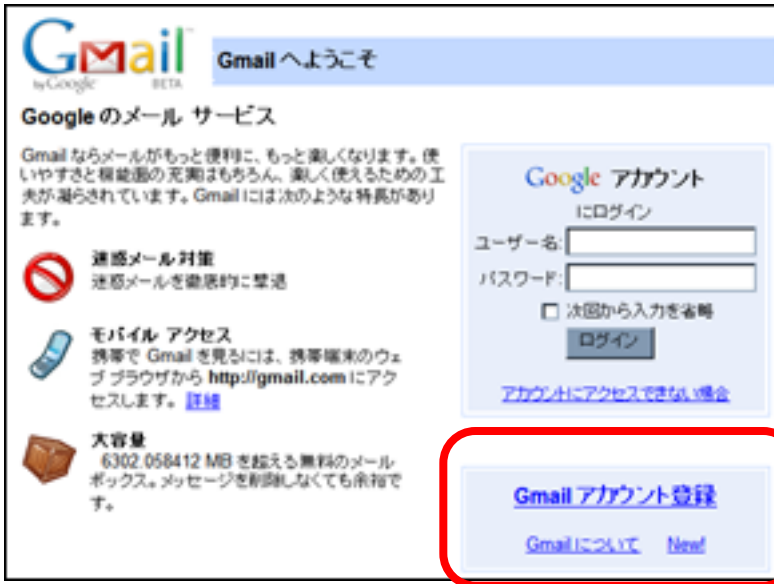 Gmail
by Google BETA
Gmail へようこそ
Google のメール サービス
Gmail ならメールがもっと便利に、もっと楽しくなります。使
いやすさと機能面の充実はもちろん、楽しく使えるための工
夫が凝らされています。Gmail には次のような特長があり
ます。
迷惑メール対策
迷惑メールを徹底的に撃退
モバイル アクセス
携帯で Gmail を見るには、携帯端末のウェ
ブ ブラウザから http://gmail.com にアク
セスします。 詳細
大容量
6302.058412 MB を超える無料のメール
ボックス。メッセージを削除しなくても余裕で
す。
Google アカウント
にログイン
ユーザー名:
パスワード:
次回から入力を省略
ログイン
アカウントにアクセスできない場合
Gmail アカウント登録
Gmail について New!